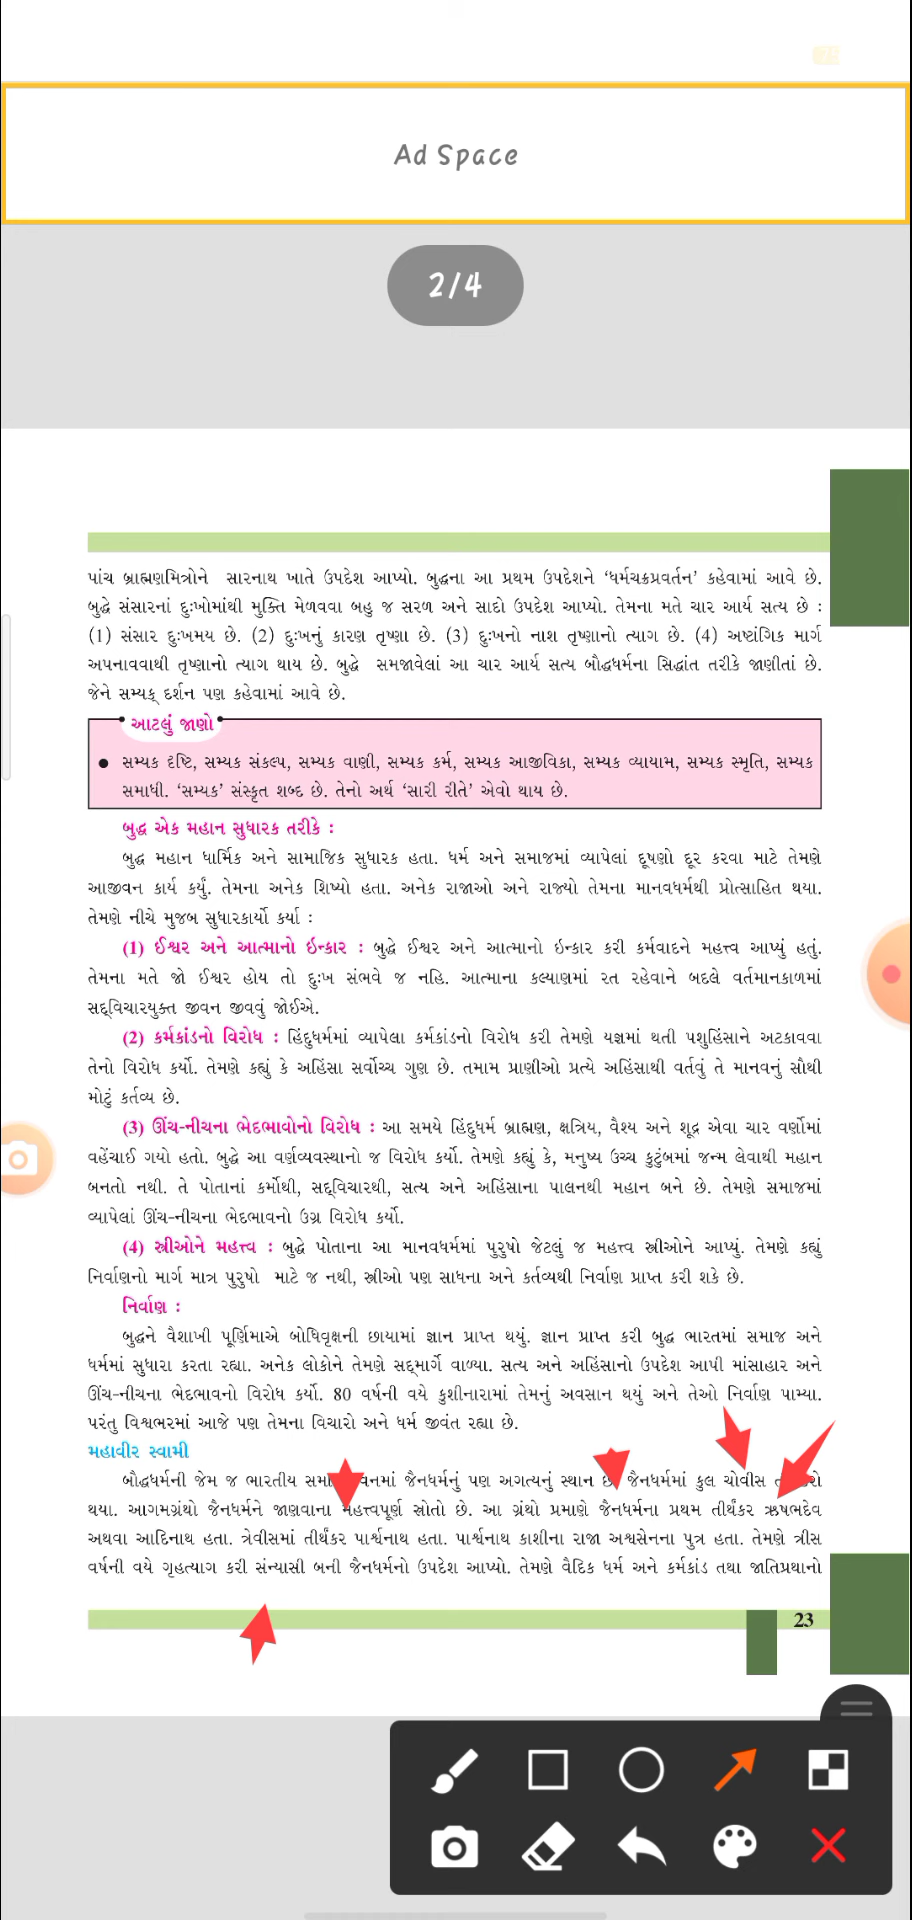 Ad Space
2/4
પાંચ બ્રાહ્મણમિત્રોને સારનાથ ખાતે ઉપદેશ આપ્યો. બુદ્ધના આ પ્રથમ ઉપદેશને ‘ધર્મચક્રપ્રવર્તન’ કહેવામાં આવે છે.
બુદ્ધે સંસારનાં દુઃખોમાંથી મુક્તિ મેળવવા બહુ જ સરળ અને સાદો ઉપદેશ આપ્યો. તેમના મતે ચાર આર્ય સત્ય છે :
(1) સંસાર દુઃખમય છે. (2) દુઃખનું કારણ તૃષ્ણા છે. (3) દુઃખનો નાશ તૃષ્ણાનો ત્યાગ છે. (4) અષ્ટાંગિક માર્ગ
અપનાવવાથી તૃષ્ણાનો ત્યાગ થાય છે. બુદ્ધે સમજાવેલાં આ ચાર આર્ય સત્ય બૌદ્ધધર્મના સિદ્ધાંત તરીકે જાણીતાં છે.
જેને સમ્યક્ દર્શન પણ કહેવામાં આવે છે.
આટલું જાણો
● સમ્યક દૃષ્ટિ, સમ્યક સંકલ્પ, સમ્યક વાણી, સમ્યક કર્મ, સમ્યક આજીવિકા, સમ્યક વ્યાયામ, સમ્યક સ્મૃતિ, સમ્યક
સમાધી. ‘સમ્યક’ સંસ્કૃત શબ્દ છે. તેનો અર્થ ‘સારી રીતે’ એવો થાય છે.
બુદ્ધ એક મહાન સુધારક તરીકે :
બુદ્ધ મહાન ધાર્મિક અને સામાજિક સુધારક હતા. ધર્મ અને સમાજમાં વ્યાપેલાં દૂષણો દૂર કરવા માટે તેમણે
આજીવન કાર્ય કર્યું. તેમના અનેક શિષ્યો હતા. અનેક રાજાઓ અને રાજ્યો તેમના માનવધર્મથી પ્રોત્સાહિત થયા.
તેમણે નીચે મુજબ સુધારકાર્યો કર્યા :
(1) ઈશ્વર અને આત્માનો ઇન્કાર : બુદ્ધે ઈશ્વર અને આત્માનો ઇન્કાર કરી કર્મવાદને મહત્ત્વ આપ્યું હતું.
તેમના મતે જો ઈશ્વર હોય તો દુઃખ સંભવે જ નહિ. આત્માના કલ્યાણમાં રત રહેવાને બદલે વર્તમાનકાળમાં
સદ્વિચારયુક્ત જીવન જીવવું જોઈએ.
(2) કર્મકાંડનો વિરોધ : હિંદુધર્મમાં વ્યાપેલા કર્મકાંડનો વિરોધ કરી તેમણે યજ્ઞમાં થતી પશુહિંસાને અટકાવવા
તેનો વિરોધ કર્યો. તેમણે કહ્યું કે અહિંસા સર્વોચ્ચ ગુણ છે. તમામ પ્રાણીઓ પ્રત્યે અહિંસાથી વર્તવું તે માનવનું સૌથી
મોટું કર્તવ્ય છે.
(3) ઊંચ-નીચના ભેદભાવોનો વિરોધ : આ સમયે હિંદુધર્મ બ્રાહ્મણ, ક્ષત્રિય, વૈશ્ય અને શૂદ્ર એવા ચાર વર્ણોમાં
વહેંચાઈ ગયો હતો. બુદ્ધે આ વર્ણવ્યવસ્થાનો જ વિરોધ કર્યો. તેમણે કહ્યું કે, મનુષ્ય ઉચ્ચ કુટુંબમાં જન્મ લેવાથી મહાન
બનતો નથી. તે પોતાનાં કર્મોથી, સદ્વિચારથી, સત્ય અને અહિંસાના પાલનથી મહાન બને છે. તેમણે સમાજમાં
વ્યાપેલાં ઊંચ-નીચના ભેદભાવનો ઉગ્ર વિરોધ કર્યો.
(4) સ્ત્રીઓને મહત્ત્વ : બુદ્ધે પોતાના આ માનવધર્મમાં પુરુષો જેટલું જ મહત્ત્વ સ્ત્રીઓને આપ્યું. તેમણે કહ્યું
નિર્વાણનો માર્ગ માત્ર પુરુષો માટે જ નથી, સ્ત્રીઓ પણ સાધના અને કર્તવ્યથી નિર્વાણ પ્રાપ્ત કરી શકે છે.
નિર્વાણ :
બુદ્ધને વૈશાખી પૂર્ણિમાએ બોધિવૃક્ષની છાયામાં જ્ઞાન પ્રાપ્ત થયું. જ્ઞાન પ્રાપ્ત કરી બુદ્ધ ભારતમાં સમાજ અને
ધર્મમાં સુધારા કરતા રહ્યા. અનેક લોકોને તેમણે સદ્માર્ગે વાળ્યા. સત્ય અને અહિંસાનો ઉપદેશ આપી માંસાહાર અને
ઊંચ-નીચના ભેદભાવનો વિરોધ કર્યો. 80 વર્ષની વયે કુશીનારામાં તેમનું અવસાન થયું અને તેઓ નિર્વાણ પામ્યા.
પરંતુ વિશ્વભરમાં આજે પણ તેમના વિચારો અને ધર્મ જીવંત રહ્યા છે.
મહાવીર સ્વામી
બૌદ્ધધર્મની જેમ જ ભારતીય જૈનધર્મનું પણ અગત્યનું સ્થાન જૈનધર્મમાં કુલ ચોવીસ
થયા. આગમગ્રંથો જૈનધર્મને જાણવાના મહત્ત્વપૂર્ણ સ્રોતો છે. આ ગ્રંથો પ્રમાણે જૈનધર્મના પ્રથમ તીર્થંકર ઋષભદેવ
અથવા આદિનાથ હતા. ત્રેવીસમાં તીર્થંકર પાર્શ્વનાથ હતા. પાર્શ્વનાથ કાશીના રાજા અશ્વસેનના પુત્ર હતા. તેમણે ત્રીસ
વર્ષની વયે ગૃહત્યાગ કરી સંન્યાસી બની જૈનધર્મનો ઉપદેશ આપ્યો. તેમણે વૈદિક ધર્મ અને કર્મકાંડ તથા જાતિપ્રથાનો
23